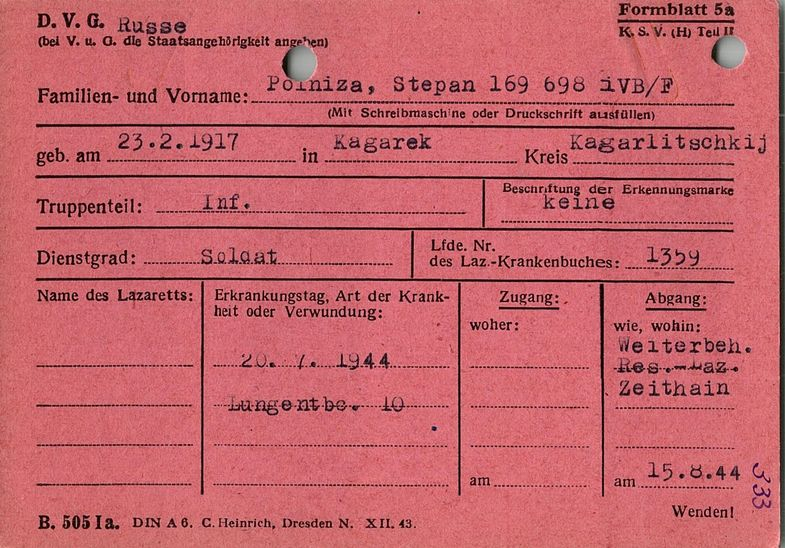 D. V. G. Russe
(bei V. u. G. die Staatsangehörigkeit angeben)
Formblatt 5a
K. S. V. (H) Teil II
Familien- und Vorname: Polniza, Stepan 169 698 iVB/F
(Mit Schreibmaschine oder Druckschrift ausfüllen)
geb. am 23.2.1917 in Kagarek Kreis Kagarlitschkij
Truppenteil: Inf.
Beschriftung der Erkennungsmarke
keine
Dienstgrad: Soldat
Lfde. Nr.
des Laz.-Krankenbuches: 1359
Name des Lazaretts:
Erkrankungstag, Art der Krank-
heit oder Verwundung:
20. 7. 1944
Lungentbc. 10
Zugang:
woher:
am
Abgang:
wie, wohin:
Weiterbeh.
Res.-Laz.
Zeithain
am 15.8.44
333
Wenden!
B. 505 Ia. DIN A 6. C. Heinrich, Dresden N. XII. 43.